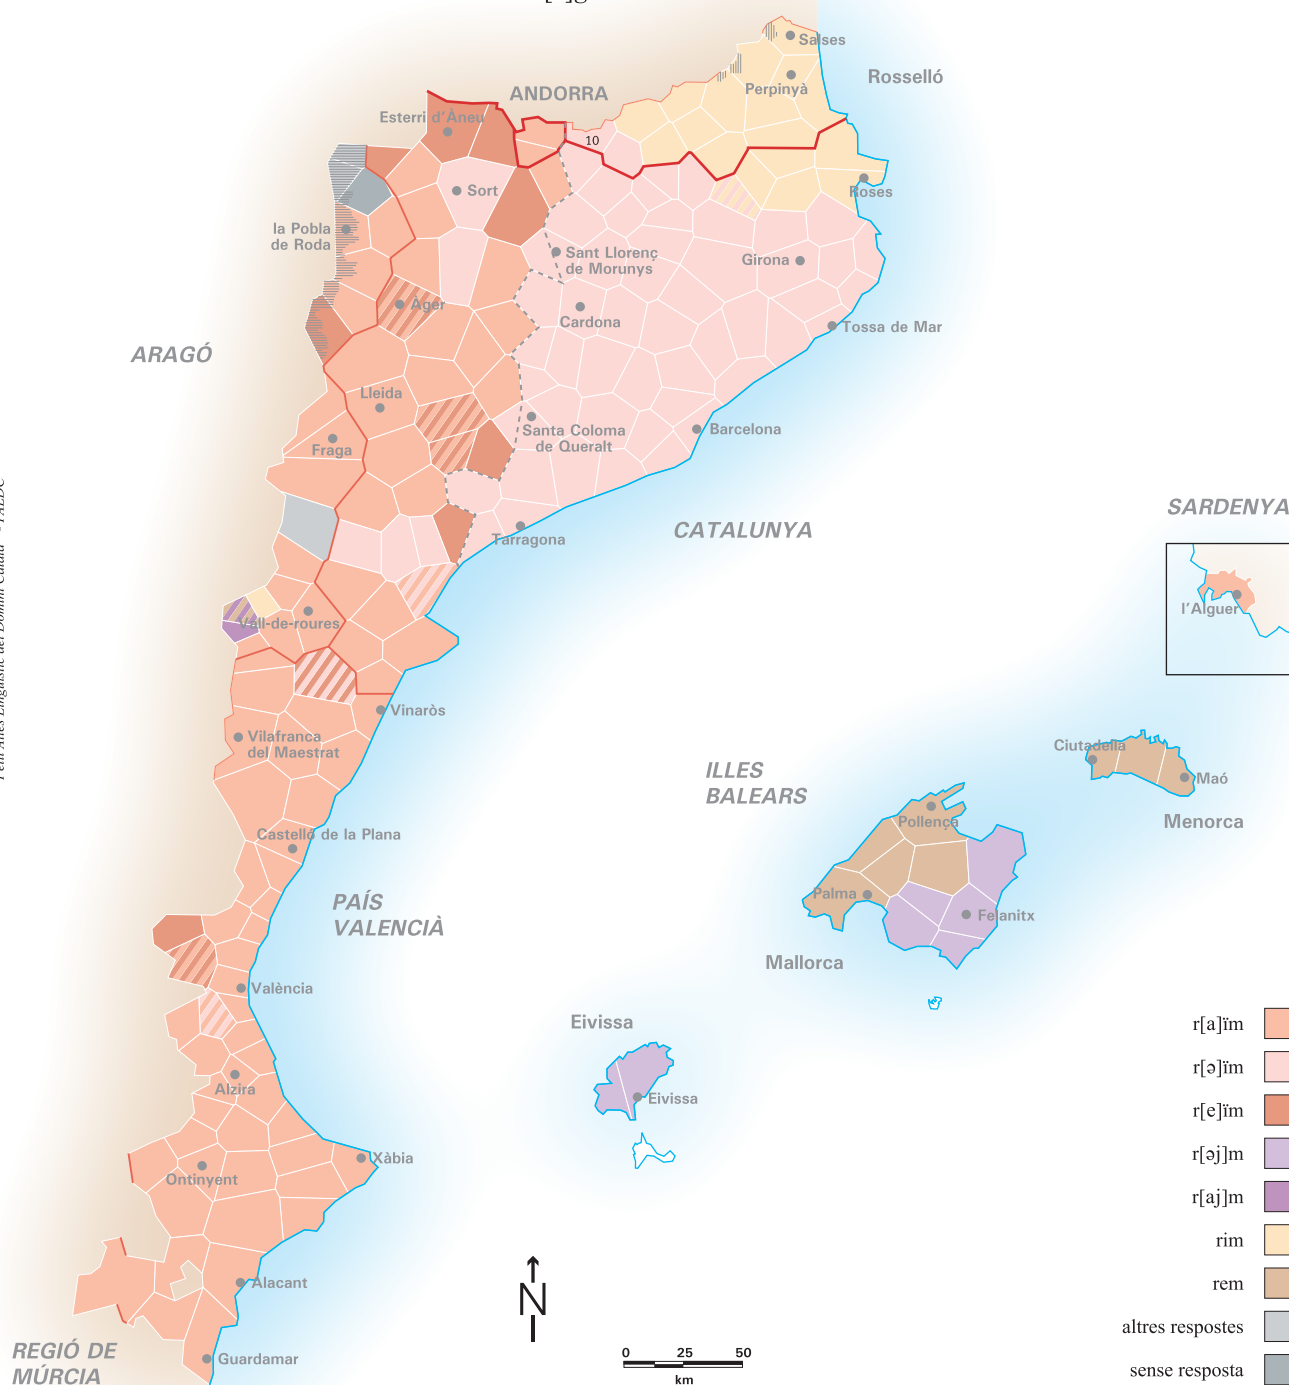 Salses
Rosselló
Perpinyà
ANDORRA
Esterri d'Àneu
10
Sort
Roses
la Pobla
de Roda
Sant Llorenç
de Morunys
Girona
Àger
Cardona
Tossa de Mar
ARAGÓ
Lleida
Santa Coloma
de Queralt
Barcelona
Fraga
SARDENYA
CATALUNYA
Tarragona
l'Alguer
Vall-de-roures
Vinaròs
Vilafranca
del Maestrat
Ciutadella
ILLES
BALEARS
Maó
Pollença
Menorca
Castelló de la Plana
Palma
PAÍS
VALENCIÀ
Felanitx
Mallorca
València
Eivissa
r[a]ïm
r[ə]ïm
Alzira
Eivissa
r[e]ïm
Xàbia
r[əj]m
Ontinyent
r[aj]m
rim
Alacant
N
rem
altres respostes
REGIÓ DE
MÚRCIA
Guardamar
0 25 50
km
sense resposta